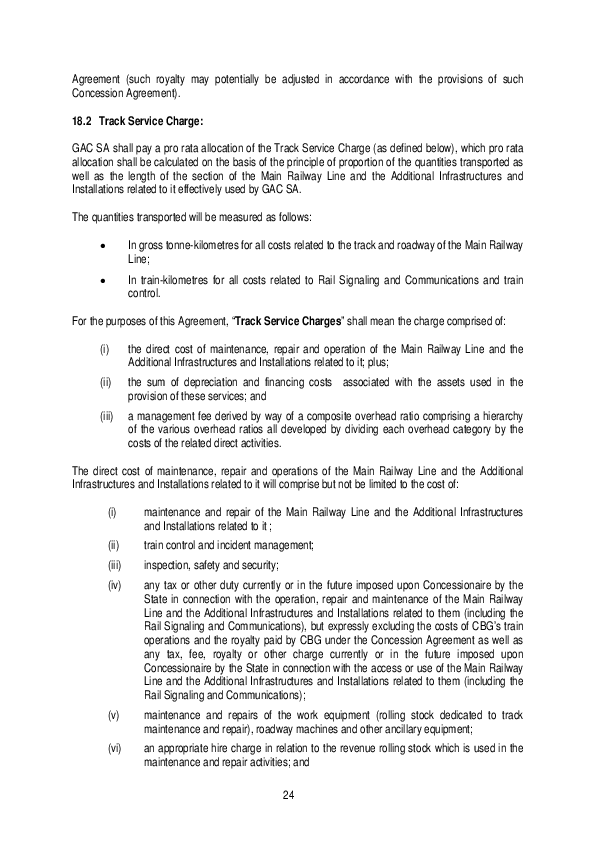 Agreement (such royalty may potentially be adjusted in accordance with the provisions of such
Concession Agreement).
18.2 Track Service Charge:
GAC SA shall pay a pro rata allocation of the Track Service Charge (as defined below), which pro rata
allocation shall be calculated on the basis of the principle of proportion of the quantities transported as
well as the length of the section of the Main Railway Line and the Additional Infrastructures and
Installations related to it effectively used by GAC SA.
The quantities transported will be measured as follows:
• In gross tonne-kilometres for all costs related to the track and roadway of the Main Railway
Line;
• In train-kilometres for all costs related to Rail Signaling and Communications and train
control.
For the purposes of this Agreement, “Track Service Charges” shall mean the charge comprised of:
(i) the direct cost of maintenance, repair and operation of the Main Railway Line and the
Additional Infrastructures and Installations related to it; plus;
(ii) the sum of depreciation and financing costs associated with the assets used in the
provision of these services; and
(iii) a management fee derived by way of a composite overhead ratio comprising a hierarchy
of the various overhead ratios all developed by dividing each overhead category by the
costs of the related direct activities.
The direct cost of maintenance, repair and operations of the Main Railway Line and the Additional
Infrastructures and Installations related to it will comprise but not be limited to the cost of:
(i) maintenance and repair of the Main Railway Line and the Additional Infrastructures
and Installations related to it ;
(ii) train control and incident management;
(iii) inspection, safety and security;
(iv) any tax or other duty currently or in the future imposed upon Concessionaire by the
State in connection with the operation, repair and maintenance of the Main Railway
Line and the Additional Infrastructures and Installations related to them (including the
Rail Signaling and Communications), but expressly excluding the costs of CBG's train
operations and the royalty paid by CBG under the Concession Agreement as well as
any tax, fee, royalty or other charge currently or in the future imposed upon
Concessionaire by the State in connection with the access or use of the Main Railway
Line and the Additional Infrastructures and Installations related to them (including the
Rail Signaling and Communications);
(v) maintenance and repairs of the work equipment (rolling stock dedicated to track
maintenance and repair), roadway machines and other ancillary equipment;
(vi) an appropriate hire charge in relation to the revenue rolling stock which is used in the
maintenance and repair activities; and
24